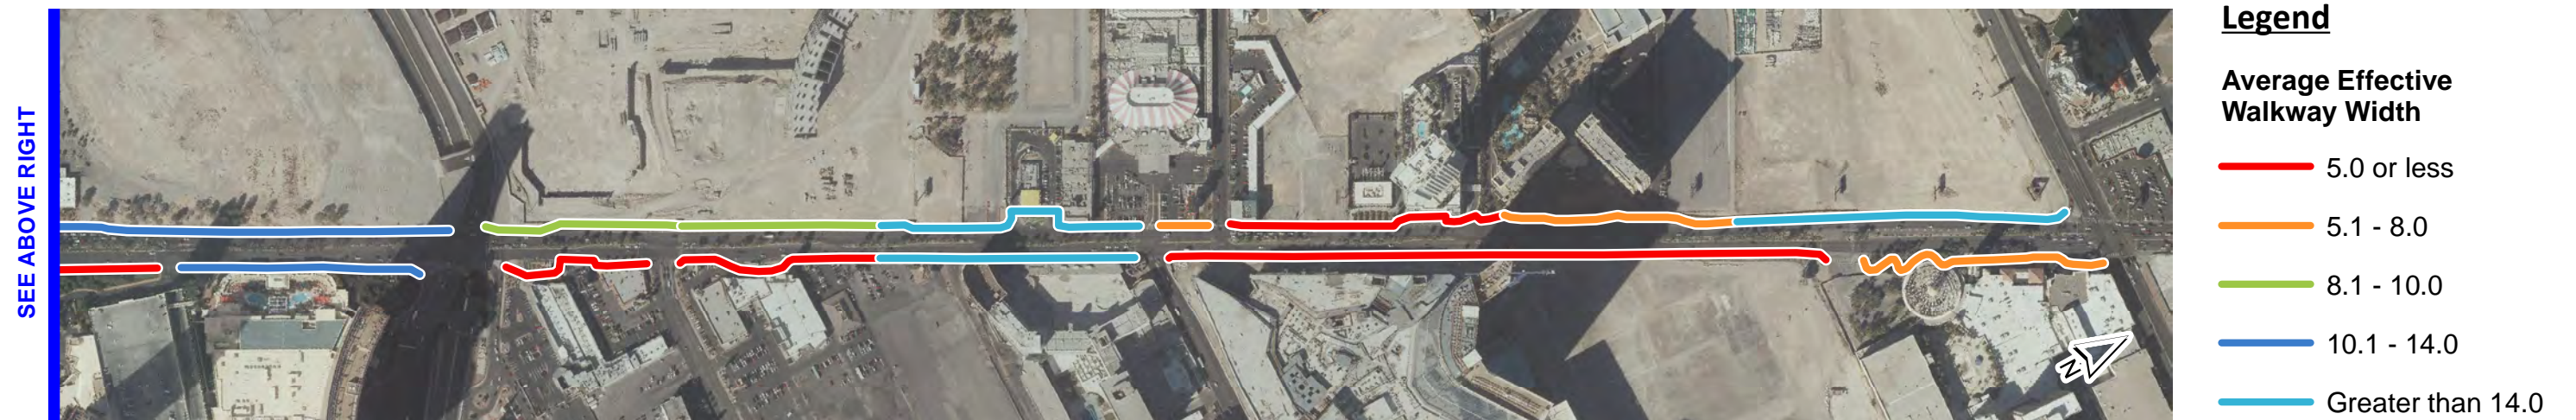 SEE ABOVE RIGHT
Legend
Average Effective
Walkway Width
5.0 or less
5.1 - 8.0
8.1 - 10.0
10.1 - 14.0
Greater than 14.0
N